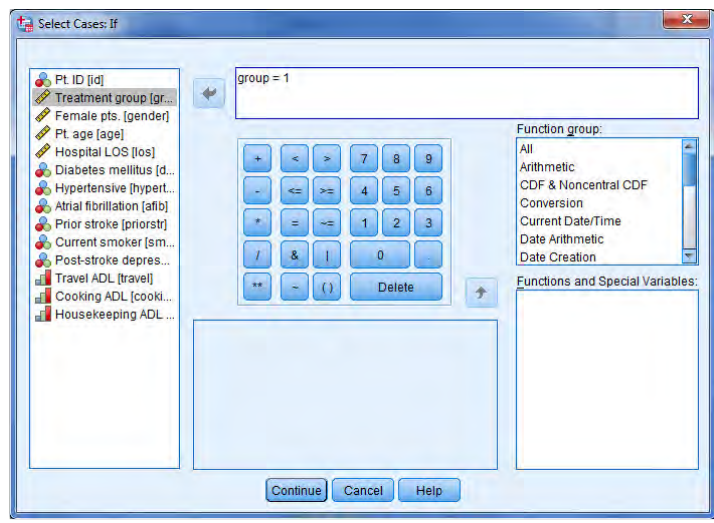 Select Cases: If
Pt. ID [id]
Treatment group [gr...
Female pts. [gender]
Pt. age [age]
Hospital LOS [los]
Diabetes mellitus [d...
Hypertensive [hypert...
Atrial fibrillation [afib]
Prior stroke [priorstr]
Current smoker [sm...
Post-stroke depres...
Travel ADL [travel]
Cooking ADL [cooki...
Housekeeping ADL ...
group = 1
+ < > 7 8 9
- <= >= 4 5 6
* = ~= 1 2 3
/ & | 0 .
** ~ ( ) Delete
Function group:
All
Arithmetic
CDF & Noncentral CDF
Conversion
Current Date/Time
Date Arithmetic
Date Creation
Functions and Special Variables:
Continue Cancel Help